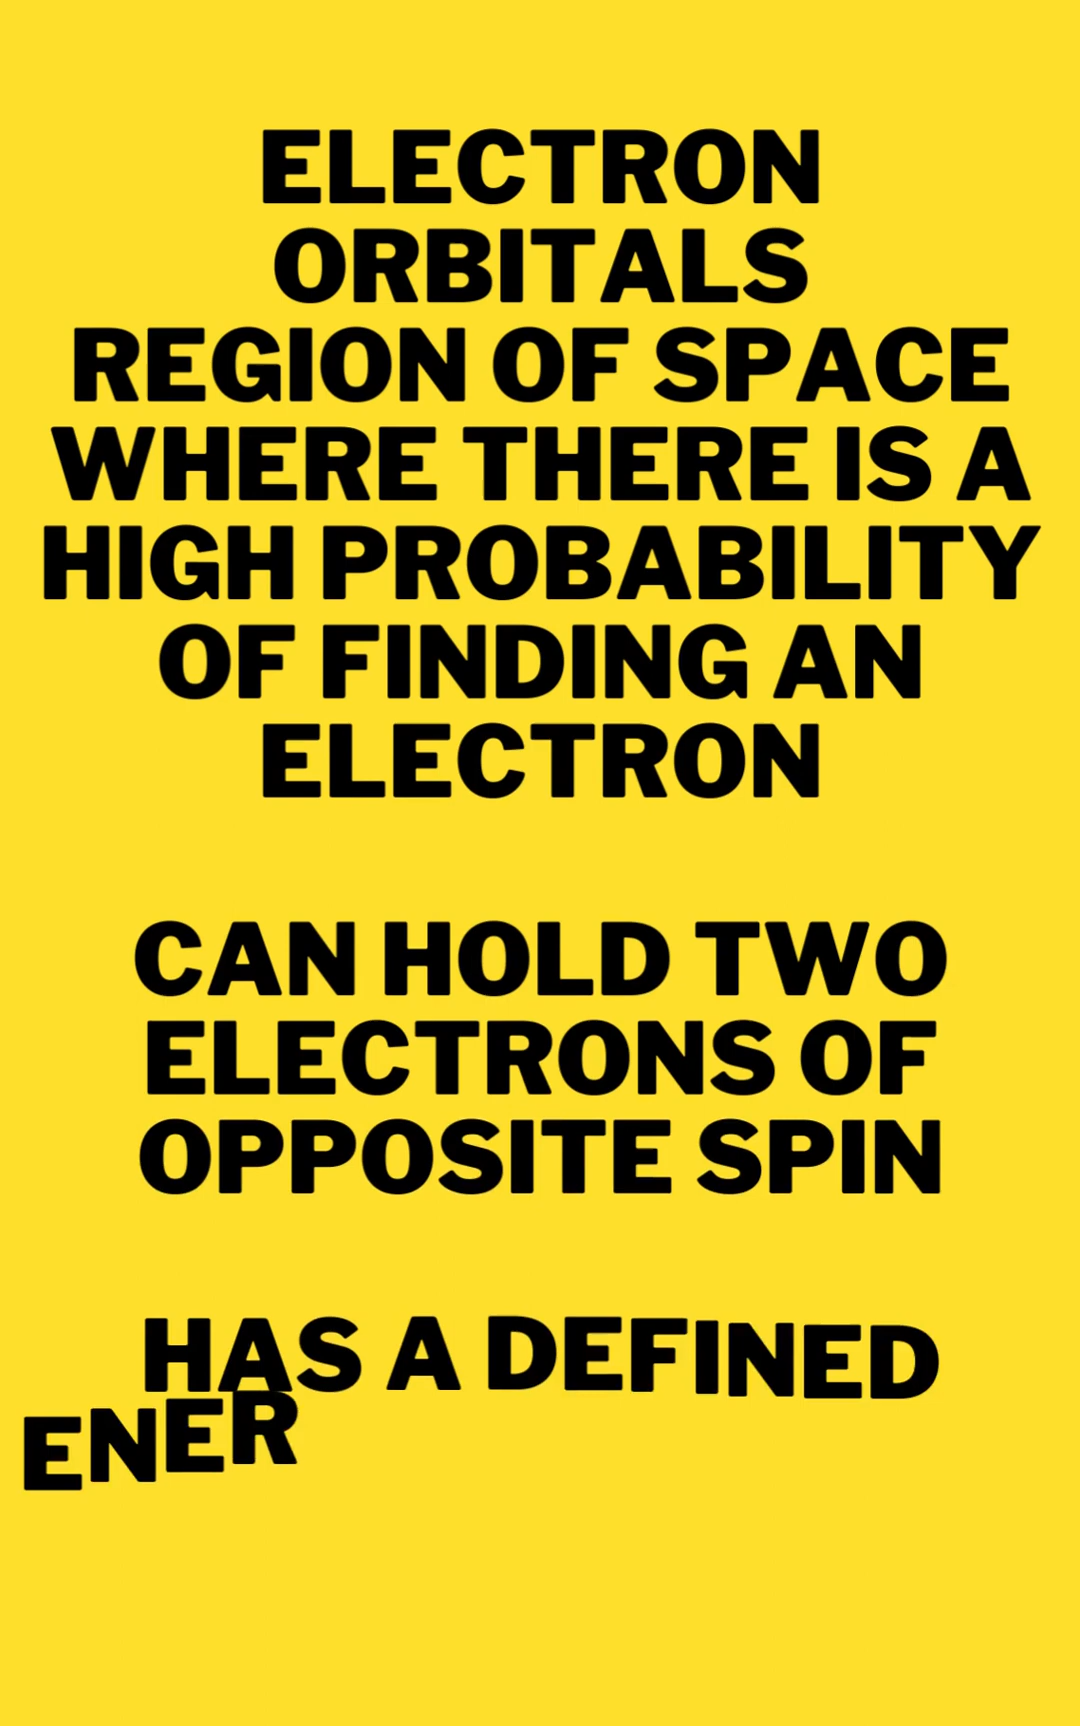 ELECTRON
ORBITALS
REGION OF SPACE
WHERE THERE IS A
HIGH PROBABILITY
OF FINDING AN
ELECTRON
CAN HOLD TWO
ELECTRONS OF
OPPOSITE SPIN
HAS A DEFINED
ENER